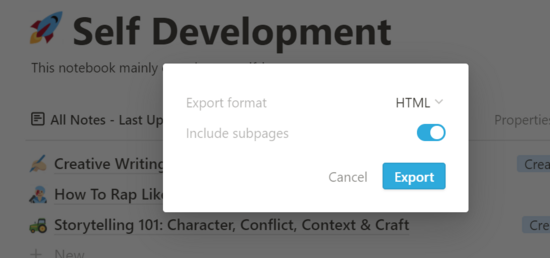 Self Development
This notebook mainly
Export format HTML
All Notes - Last Up
Properties
Include subpages
Creative Writing
Crea
How To Rap Lik
Cancel Export
Storytelling 101: Character, Conflict, Context & Craft
Crea
+ New